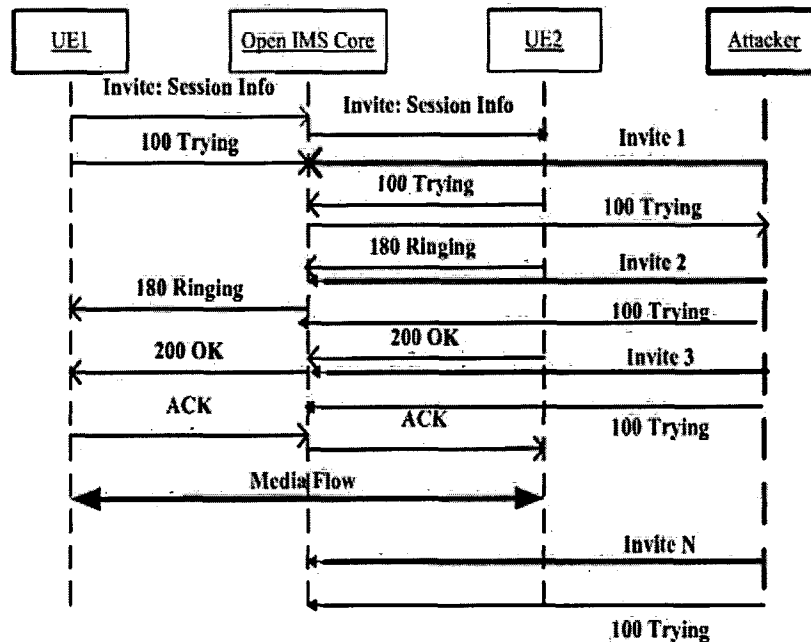 UE1
Open IMS Core
UE2
Attacker
Invite: Session Info
Invite: Session Info
Invite 1
100 Trying
100 Trying
100 Trying
180 Ringing
Invite 2
180 Ringing
100 Trying
200 OK
200 OK
Invite 3
ACK
ACK
100 Trying
Media Flow
Invite N
100 Trying